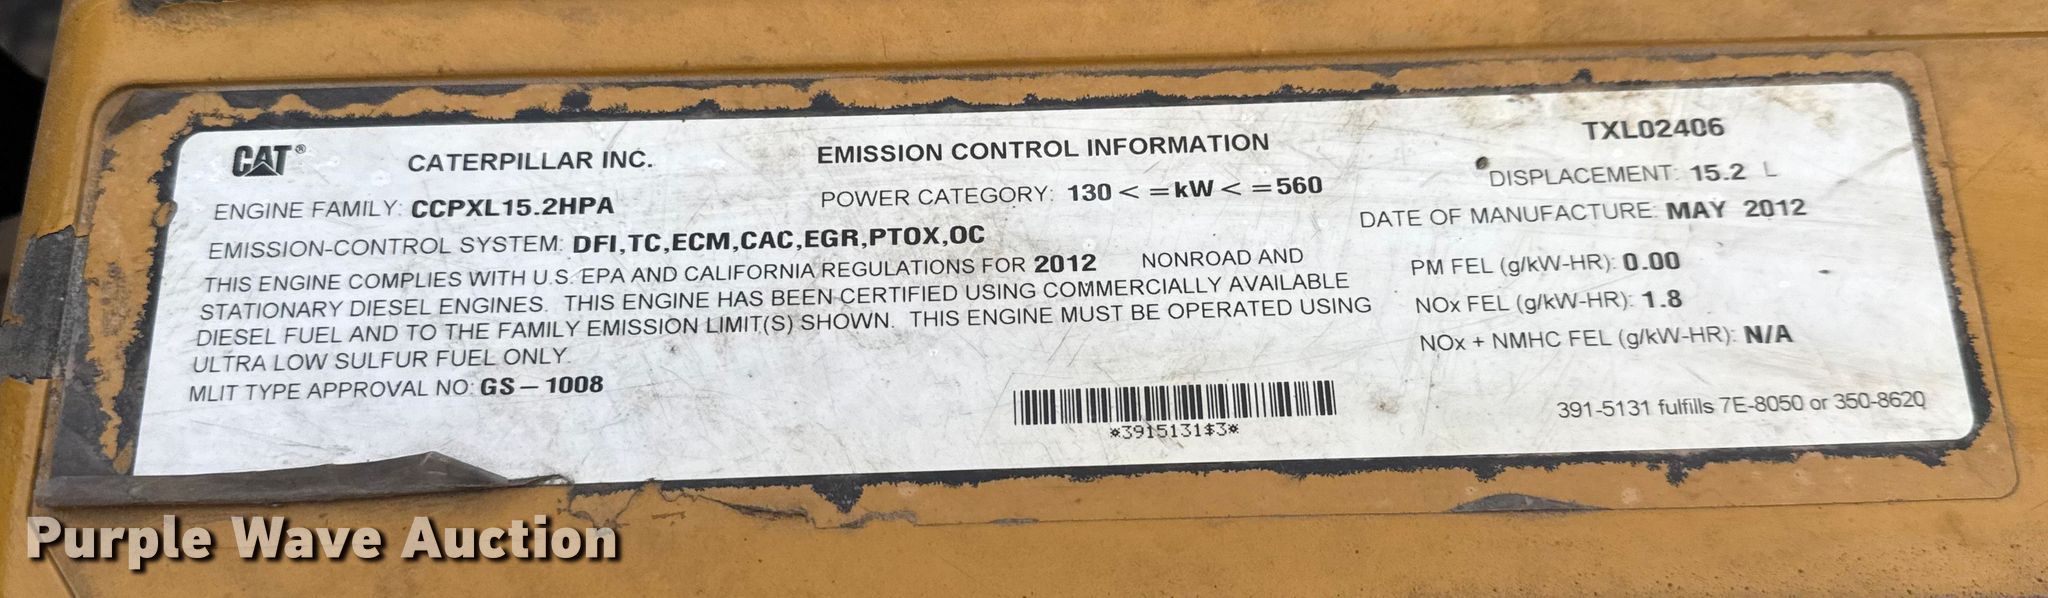 CAT® CATERPILLAR INC. EMISSION CONTROL INFORMATION TXL02406
ENGINE FAMILY: CCPXL15.2HPA POWER CATEGORY: 130 < =kW < =560 DISPLACEMENT: 15.2 L
EMISSION-CONTROL SYSTEM: DFI,TC,ECM,CAC,EGR,PTOX,OC DATE OF MANUFACTURE: MAY 2012
THIS ENGINE COMPLIES WITH U.S. EPA AND CALIFORNIA REGULATIONS FOR 2012 NONROAD AND
STATIONARY DIESEL ENGINES. THIS ENGINE HAS BEEN CERTIFIED USING COMMERCIALLY AVAILABLE
DIESEL FUEL AND TO THE FAMILY EMISSION LIMIT(S) SHOWN. THIS ENGINE MUST BE OPERATED USING
ULTRA LOW SULFUR FUEL ONLY.
MLIT TYPE APPROVAL NO: GS-1008
PM FEL (g/kW-HR): 0.00
NOx FEL (g/kW-HR): 1.8
NOx + NMHC FEL (g/kW-HR): N/A
*3915131$3*
391-5131 fulfills 7E-8050 or 350-8620
Purple Wave Auction